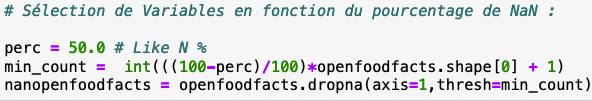 # Sélection de Variables en fonction du pourcentage de NaN :
perc = 50.0 # Like N %
min_count =  int(((100-perc)/100)*openfoodfacts.shape[0] + 1)
nanopenfoodfacts = openfoodfacts.dropna(axis=1,thresh=min_count)